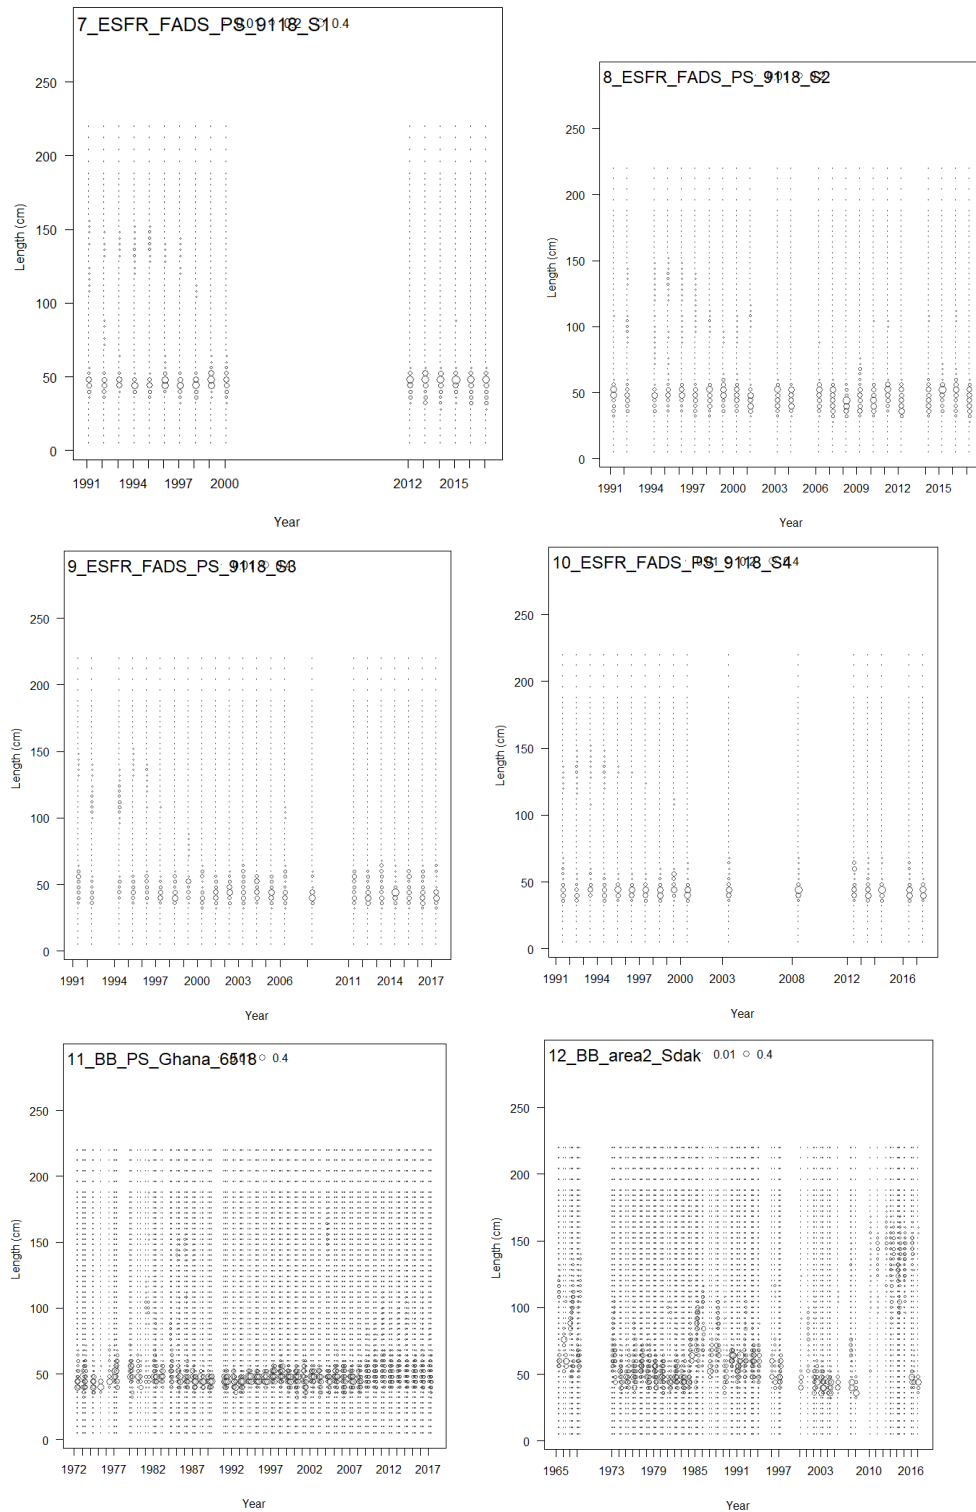 7_ESFR_FADS_PS_9118_S1 0.4
250
200
150
100
50
0
Length (cm)
1991 1994 1997 2000 2012 2015
Year
8_ESFR_FADS_PS_9118_S2
250
200
150
100
50
0
Length (cm)
1991 1994 1997 2000 2003 2006 2009 2012 2015
Year
9_ESFR_FADS_PS_9118_S3
250
200
150
100
50
0
Length (cm)
1991 1994 1997 2000 2003 2006 2011 2014 2017
Year
10_ESFR_FADS_PS_9118_S4
250
200
150
100
50
0
Length (cm)
1991 1994 1997 2000 2003 2008 2012 2016
Year
11_BB_PS_Ghana_6518 0.4
250
200
150
100
50
0
Length (cm)
1972 1977 1982 1987 1992 1997 2002 2007 2012 2017
Year
12_BB_area2_Sdak 0.01 0.4
250
200
150
100
50
0
Length (cm)
1965 1973 1979 1985 1991 1997 2003 2010 2016
Year